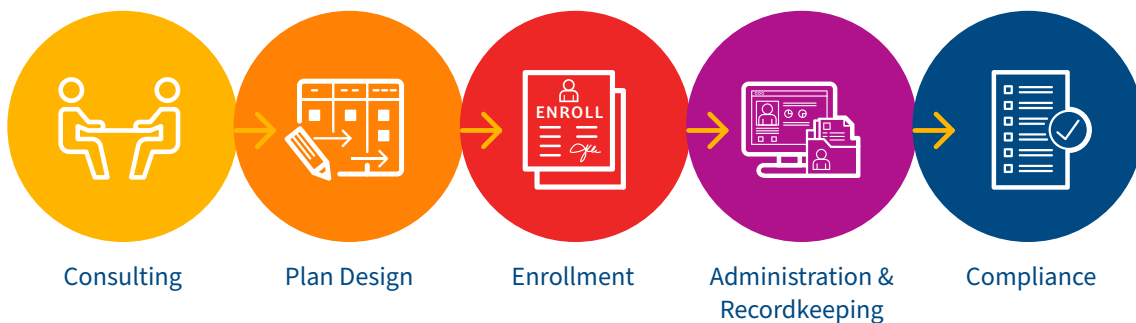 ENROLL
Consulting
Plan Design
Enrollment
Administration &
Recordkeeping
Compliance